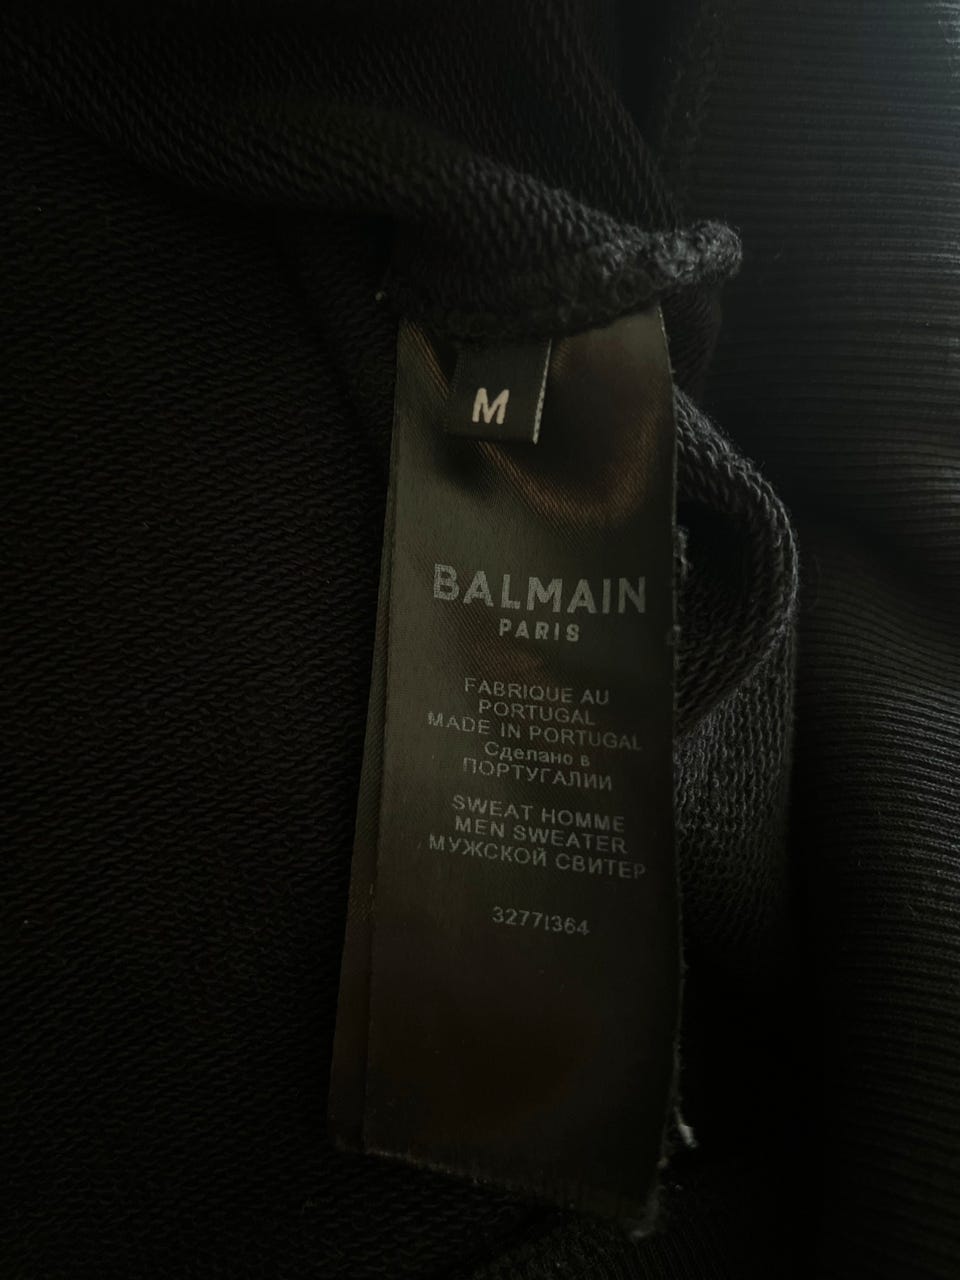 M
BALMAIN
PARIS
FABRIQUE AU
PORTUGAL
MADE IN PORTUGAL
Сделано в
ПОРТУГАЛИИ
SWEAT HOMME
MEN SWEATER
МУЖСКОЙ СВИТЕР
3277I364